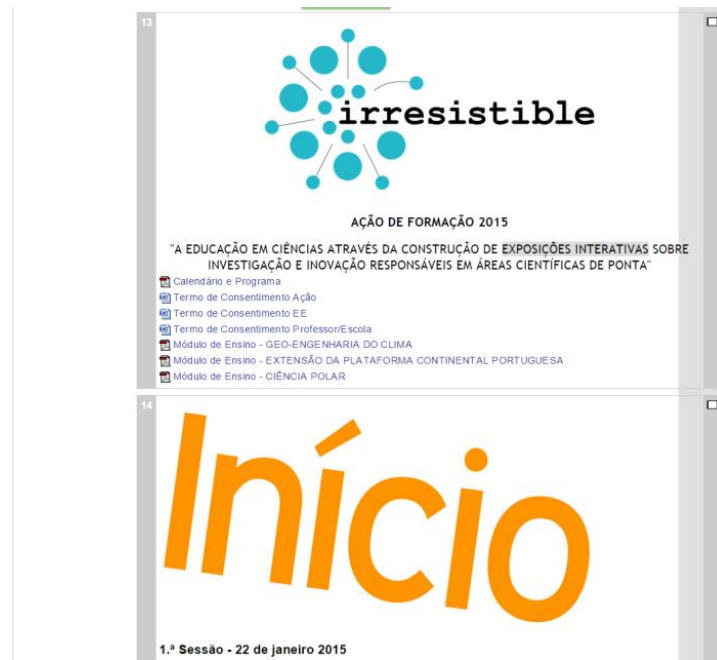 13
irresistible
AÇÃO DE FORMAÇÃO 2015
"A EDUCAÇÃO EM CIÊNCIAS ATRAVÉS DA CONSTRUÇÃO DE EXPOSIÇÕES INTERATIVAS SOBRE
INVESTIGAÇÃO E INOVAÇÃO RESPONSÁVEIS EM ÁREAS CIENTÍFICAS DE PONTA"
Calendário e Programa
Termo de Consentimento Ação
Termo de Consentimento EE
Termo de Consentimento Professor/Escola
Módulo de Ensino - GEO-ENGENHARIA DO CLIMA
Módulo de Ensino - EXTENSÃO DA PLATAFORMA CONTINENTAL PORTUGUESA
Módulo de Ensino - CIÊNCIA POLAR
14
Início
1.ª Sessão - 22 de janeiro 2015